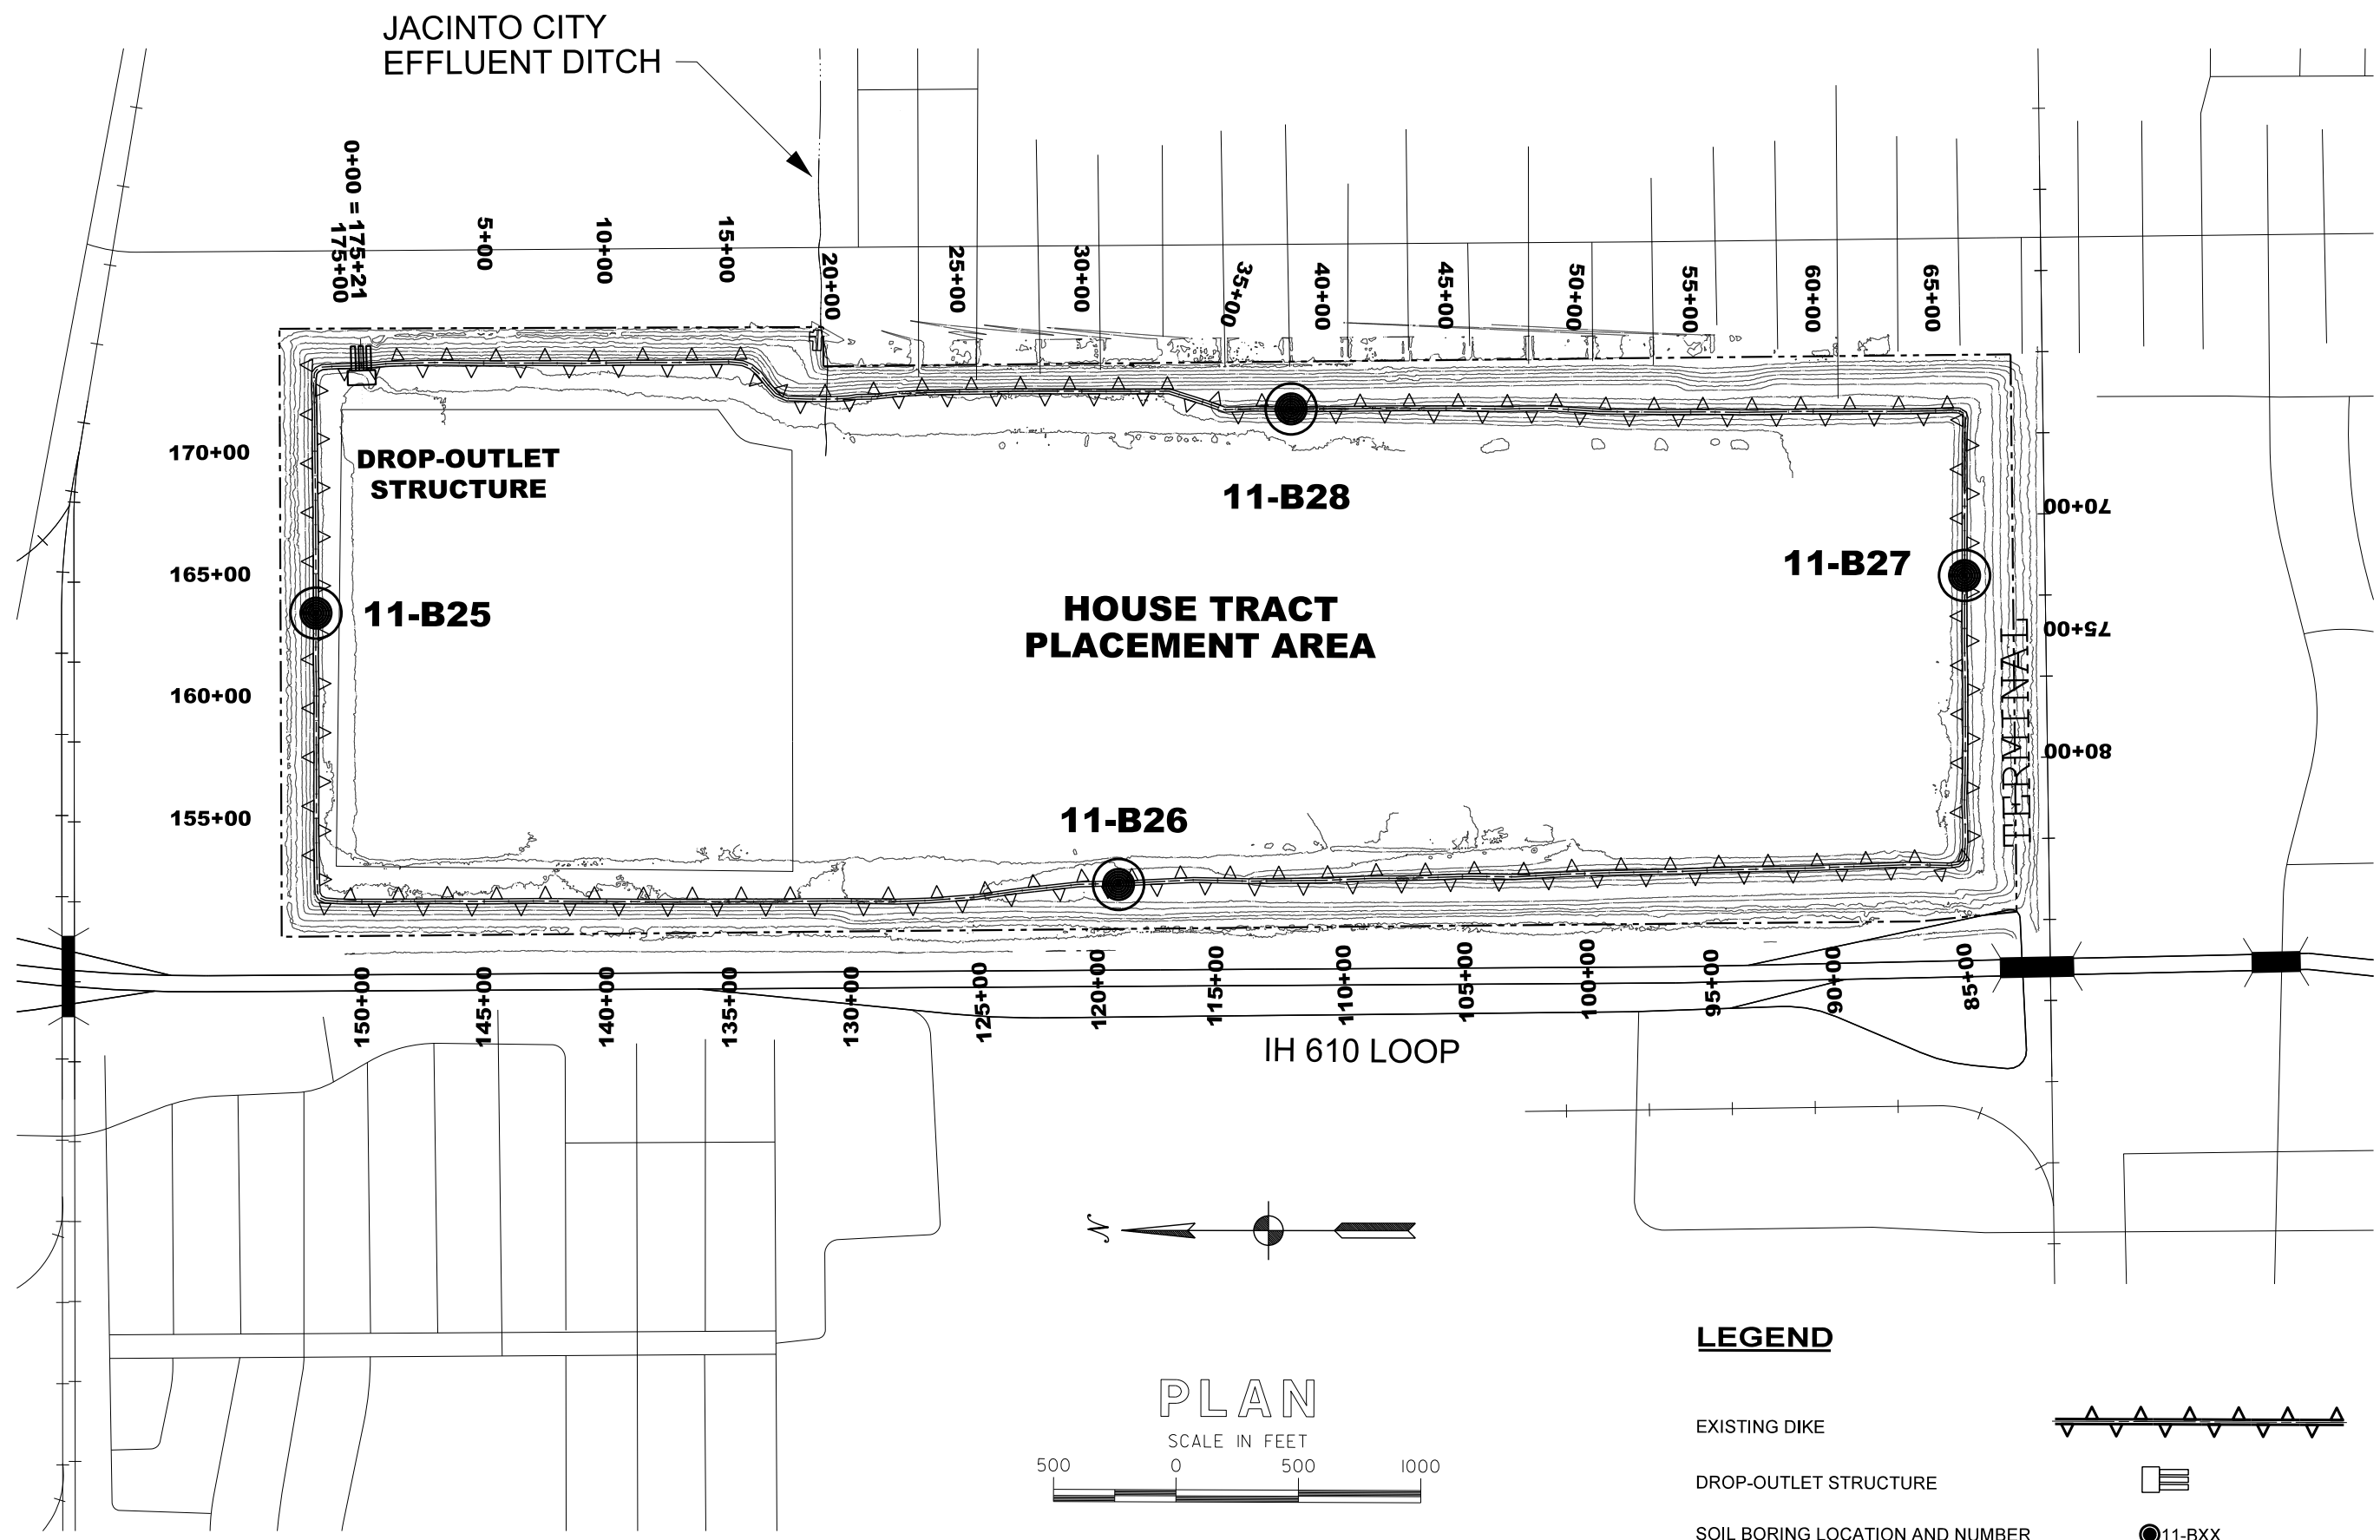 JACINTO CITY
EFFLUENT DITCH
0+00 = 175+21
175+00
5+00
10+00
15+00
20+00
25+00
30+00
35+00
40+00
45+00
50+00
55+00
60+00
65+00
170+00
DROP-OUTLET
STRUCTURE
11-B28
70+00
11-B27
165+00
11-B25
HOUSE TRACT
PLACEMENT AREA
75+00
TERMINAL
160+00
80+00
155+00
11-B26
150+00
145+00
140+00
135+00
130+00
125+00
120+00
115+00
110+00
105+00
100+00
95+00
90+00
85+00
IH 610 LOOP
N
LEGEND
PLAN
SCALE IN FEET
500 0 500 1000
EXISTING DIKE
DROP-OUTLET STRUCTURE
SOIL BORING LOCATION AND NUMBER
11-BXX